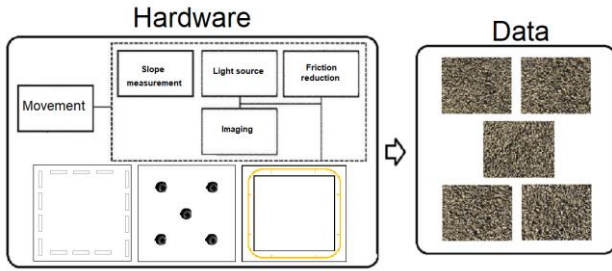 Hardware
Data
Slope
measurement
Light source
Friction
reduction
Movement
Imaging